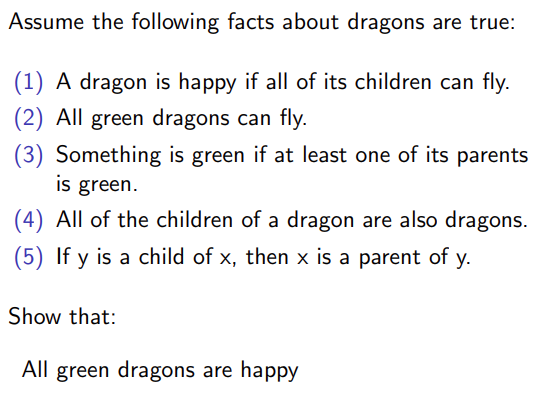 Assume the following facts about dragons are true:
(1) A dragon is happy if all of its children can fly.
(2) All green dragons can fly.
(3) Something is green if at least one of its parents
is green.
(4) All of the children of a dragon are also dragons.
(5) If y is a child of x, then x is a parent of y.
Show that:
All green dragons are happy